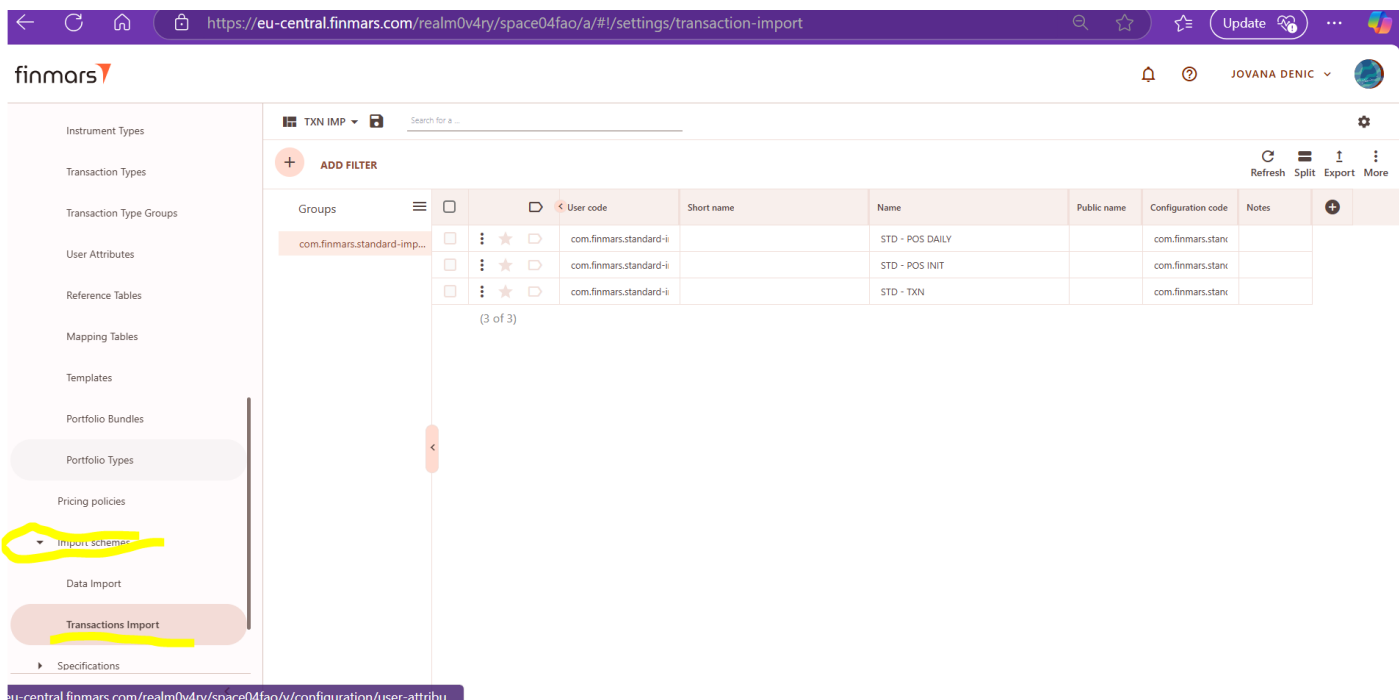 https://eu-central.finmars.com/realm0v4ry/space04fao/a/#!/settings/transaction-import
Update
finmars
JOVANA DENIC
Instrument Types
Transaction Types
Transaction Type Groups
User Attributes
Reference Tables
Mapping Tables
Templates
Portfolio Bundles
Portfolio Types
Pricing policies
Import schemes
Data Import
Transactions Import
Specifications
TXN IMP
Search for a ...
ADD FILTER
Refresh Split Export More
Groups
com.finmars.standard-imp...
User code Short name Name Public name Configuration code Notes
com.finmars.standard-i STD - POS DAILY com.finmars.stand
com.finmars.standard-i STD - POS INIT com.finmars.stand
com.finmars.standard-i STD - TXN com.finmars.stand
(3 of 3)
eu-central.finmars.com/realm0v4ry/space04fao/v/configuration/user-attribu...